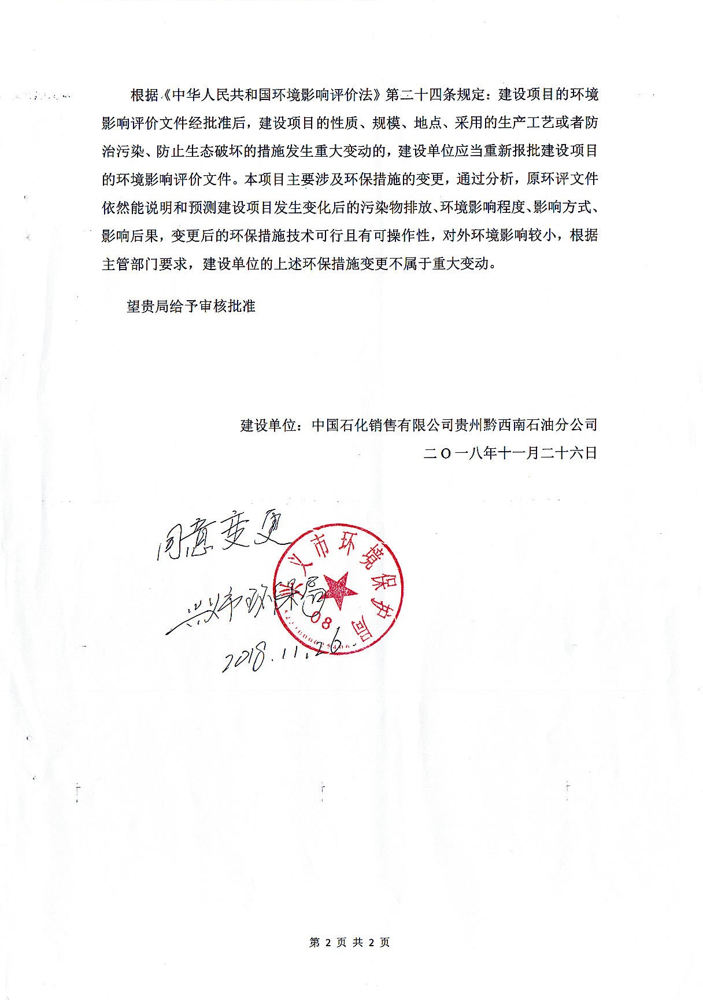 根据《中华人民共和国环境影响评价法》第二十四条规定：建设项目的环境
影响评价文件经批准后，建设项目的性质、规模、地点、采用的生产工艺或者防
治污染、防止生态破坏的措施发生重大变动的，建设单位应当重新报批建设项目
的环境影响评价文件。本项目主要涉及环保措施的变更，通过分析，原环评文件
依然能说明和预测建设项目发生变化后的污染物排放、环境影响程度、影响方式、
影响后果，变更后的环保措施技术可行且有可操作性，对外环境影响较小，根据
主管部门要求，建设单位的上述环保措施变更不属于重大变动。
望贵局给予审核批准
建设单位：中国石化销售有限公司贵州黔西南石油分公司
二O一八年十一月二十六日
同意变更
兴义市环境保护局
08
兴义市环保局
2018.11.26.
第 2 页 共 2 页